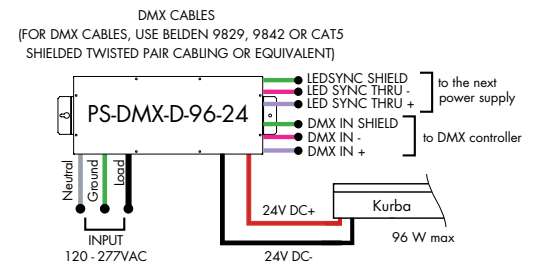 DMX CABLES
(FOR DMX CABLES, USE BELDEN 9829, 9842 OR CAT5
SHIELDED TWISTED PAIR CABLING OR EQUIVALENT)
PS-DMX-D-96-24
LEDSYNC SHIELD
LED SYNC THRU -
LED SYNC THRU +
to the next
power supply
DMX IN SHIELD
DMX IN -
DMX IN +
to DMX controller
Neutral
Ground
Load
INPUT
120 - 277VAC
24V DC+
24V DC-
Kurba
96 W max